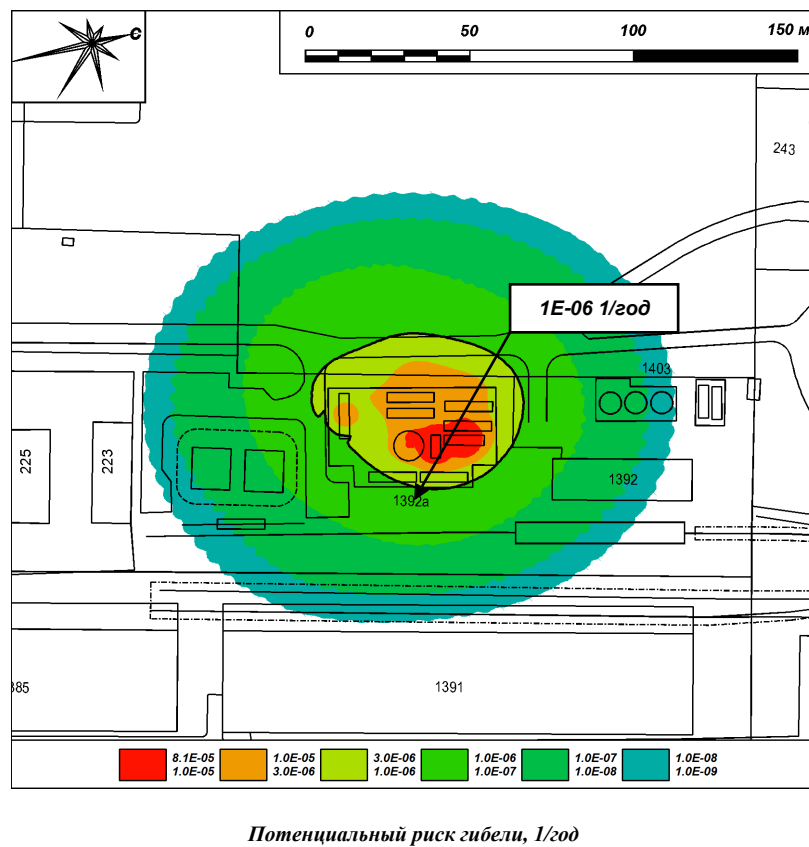 С
0 50 100 150 м
243
1E-06 1/год
1403
225
223
1392
1392а
385
1391
8.1E-05 1.0E-05 3.0E-06 1.0E-06 1.0E-07 1.0E-08
1.0E-05 3.0E-06 1.0E-06 1.0E-07 1.0E-08 1.0E-09
Потенциальный риск гибели, 1/год